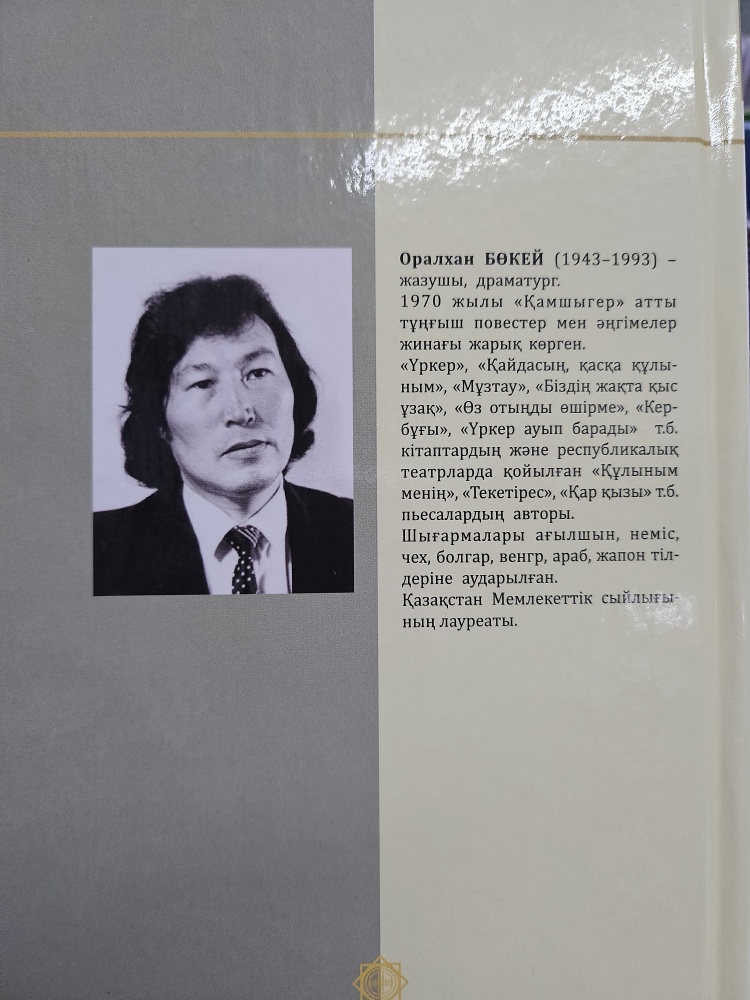 Оралхан БӨКЕЙ (1943–1993) –
жазушы, драматург.
1970 жылы «Қамшыгер» атты
тұңғыш повестер мен әңгімелер
жинағы жарық көрген.
«Үркер», «Қайдасың, қасқа құлы-
ным», «Мұзтау», «Біздің жақта қыс
ұзақ», «Өз отыңды өшірме», «Кер-
бұғы», «Үркер ауып барады» т.б.
кітаптардың және республикалық
театрларда қойылған «Құлыным
менің», «Текетірес», «Қар қызы» т.б.
пьесалардың авторы.
Шығармалары ағылшын, неміс,
чех, болгар, венгр, араб, жапон тіл-
деріне аударылған.
Қазақстан Мемлекеттік сыйлығы-
ның лауреаты.